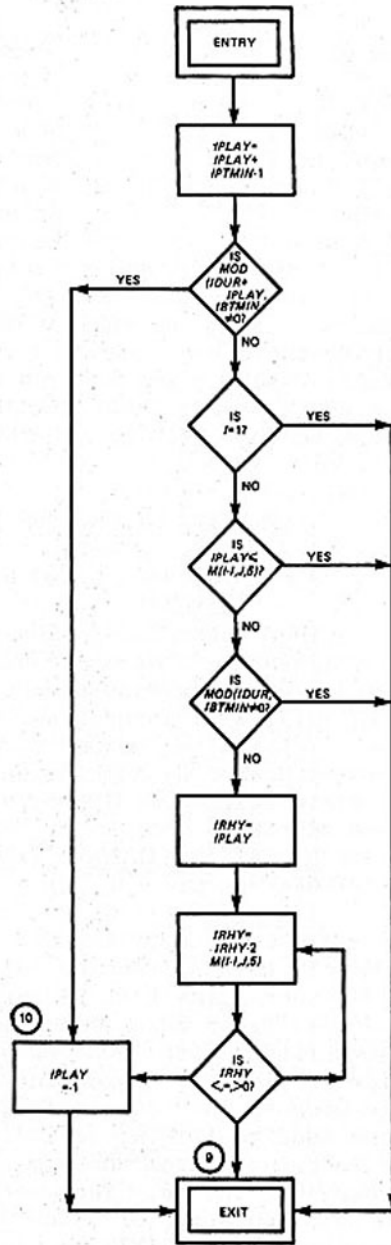 ENTRY
IPLAY=
IPLAY+
IPTMIN-1
IS
MOD
(IDUR+
IPLAY,
IBTMIN
≠0?
YES
NO
IS
I=1?
YES
NO
IS
IPLAY<
M(I-1,J,5)?
YES
NO
IS
MOD(IDUR,
IBTMIN≠0?
YES
NO
IRHY=
IPLAY
IRHY=
IRHY-2
M(I-1,J,5)
10
IPLAY
=-1
IS
IRHY
<,=,>0?
9
EXIT